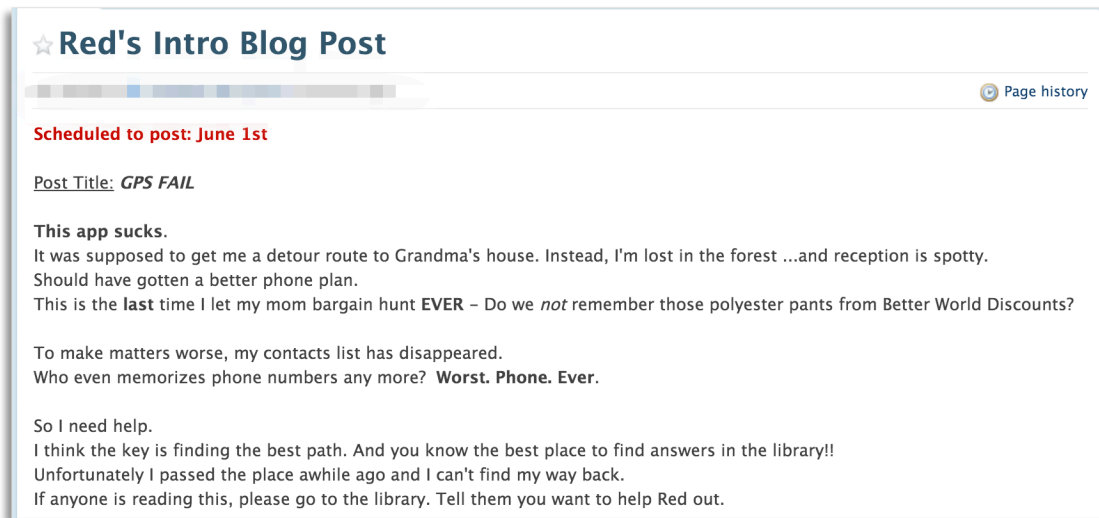 Red's Intro Blog Post
Page history
Scheduled to post: June 1st
Post Title: GPS FAIL
This app sucks.
It was supposed to get me a detour route to Grandma's house. Instead, I'm lost in the forest ...and reception is spotty.
Should have gotten a better phone plan.
This is the last time I let my mom bargain hunt EVER – Do we not remember those polyester pants from Better World Discounts?
To make matters worse, my contacts list has disappeared.
Who even memorizes phone numbers any more? Worst. Phone. Ever.
So I need help.
I think the key is finding the best path. And you know the best place to find answers in the library!!
Unfortunately I passed the place awhile ago and I can't find my way back.
If anyone is reading this, please go to the library. Tell them you want to help Red out.